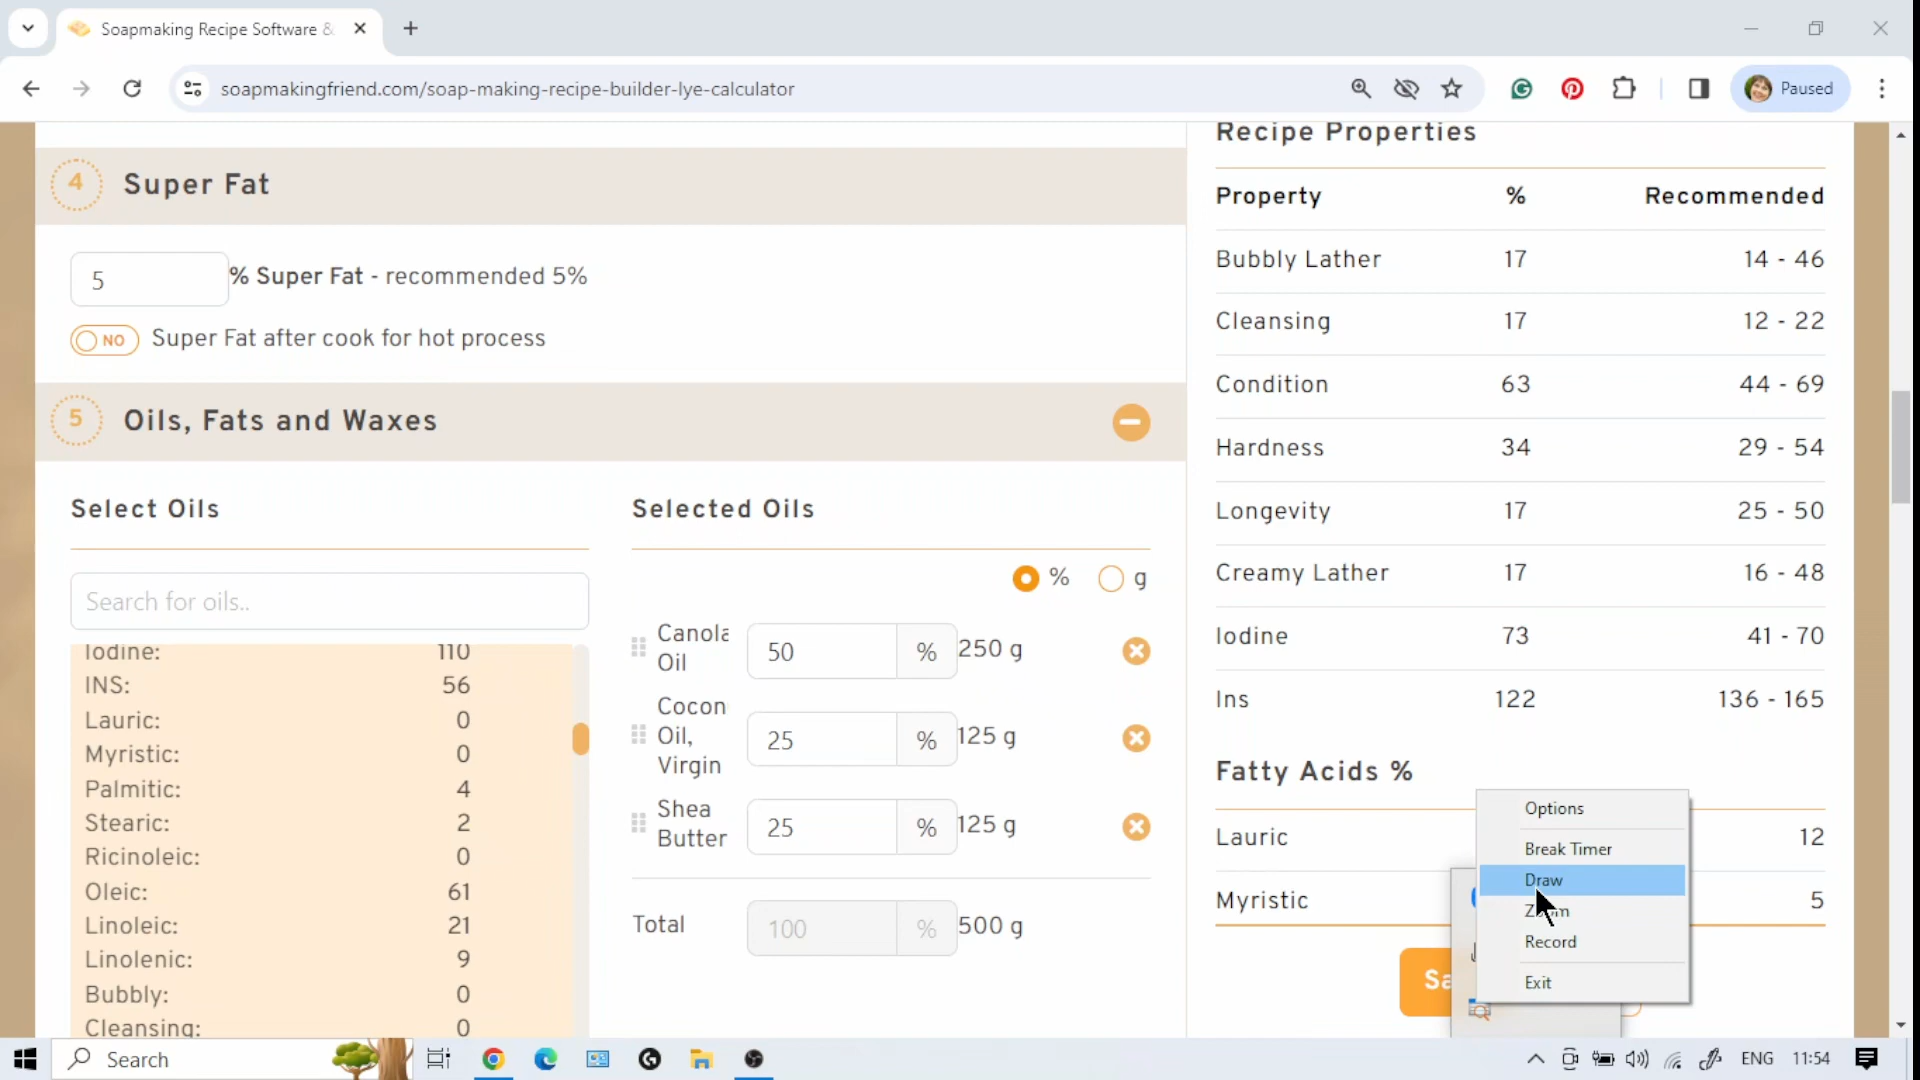 Soapmaking Recipe Software &
soapmakingfriend.com/soap-making-recipe-builder-lye-calculator
Paused
4 Super Fat
5 % Super Fat - recommended 5%
NO Super Fat after cook for hot process
5 Oils, Fats and Waxes
Select Oils
Search for oils..
Iodine: 110
INS: 56
Lauric: 0
Myristic: 0
Palmitic: 4
Stearic: 2
Ricinoleic: 0
Oleic: 61
Linoleic: 21
Linolenic: 9
Bubbly: 0
Cleansing: 0
Selected Oils
% g
Canola
Oil
50 % 250 g
Cocon
Oil,
Virgin
25 % 125 g
Shea
Butter
25 % 125 g
Total 100 % 500 g
Recipe Properties
Property % Recommended
Bubbly Lather 17 14 - 46
Cleansing 17 12 - 22
Condition 63 44 - 69
Hardness 34 29 - 54
Longevity 17 25 - 50
Creamy Lather 17 16 - 48
Iodine 73 41 - 70
Ins 122 136 - 165
Fatty Acids %
Lauric 12
Myristic 5
Sa
Options
Break Timer
Draw
Zoom
Record
Exit
Search
ENG 11:54